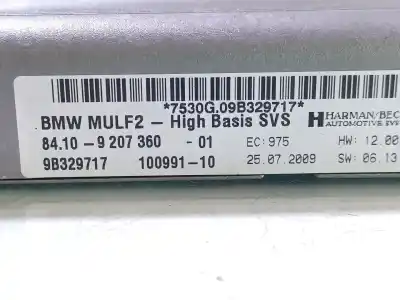 *7530G.09B329717*
BMW MULF2 - High Basis SVS
HARMAN/BEC
84.10-9 207 360 -01
EC: 975
HW: 12.00
9B329717 100991-10
25.07.2009
SW: 06.13